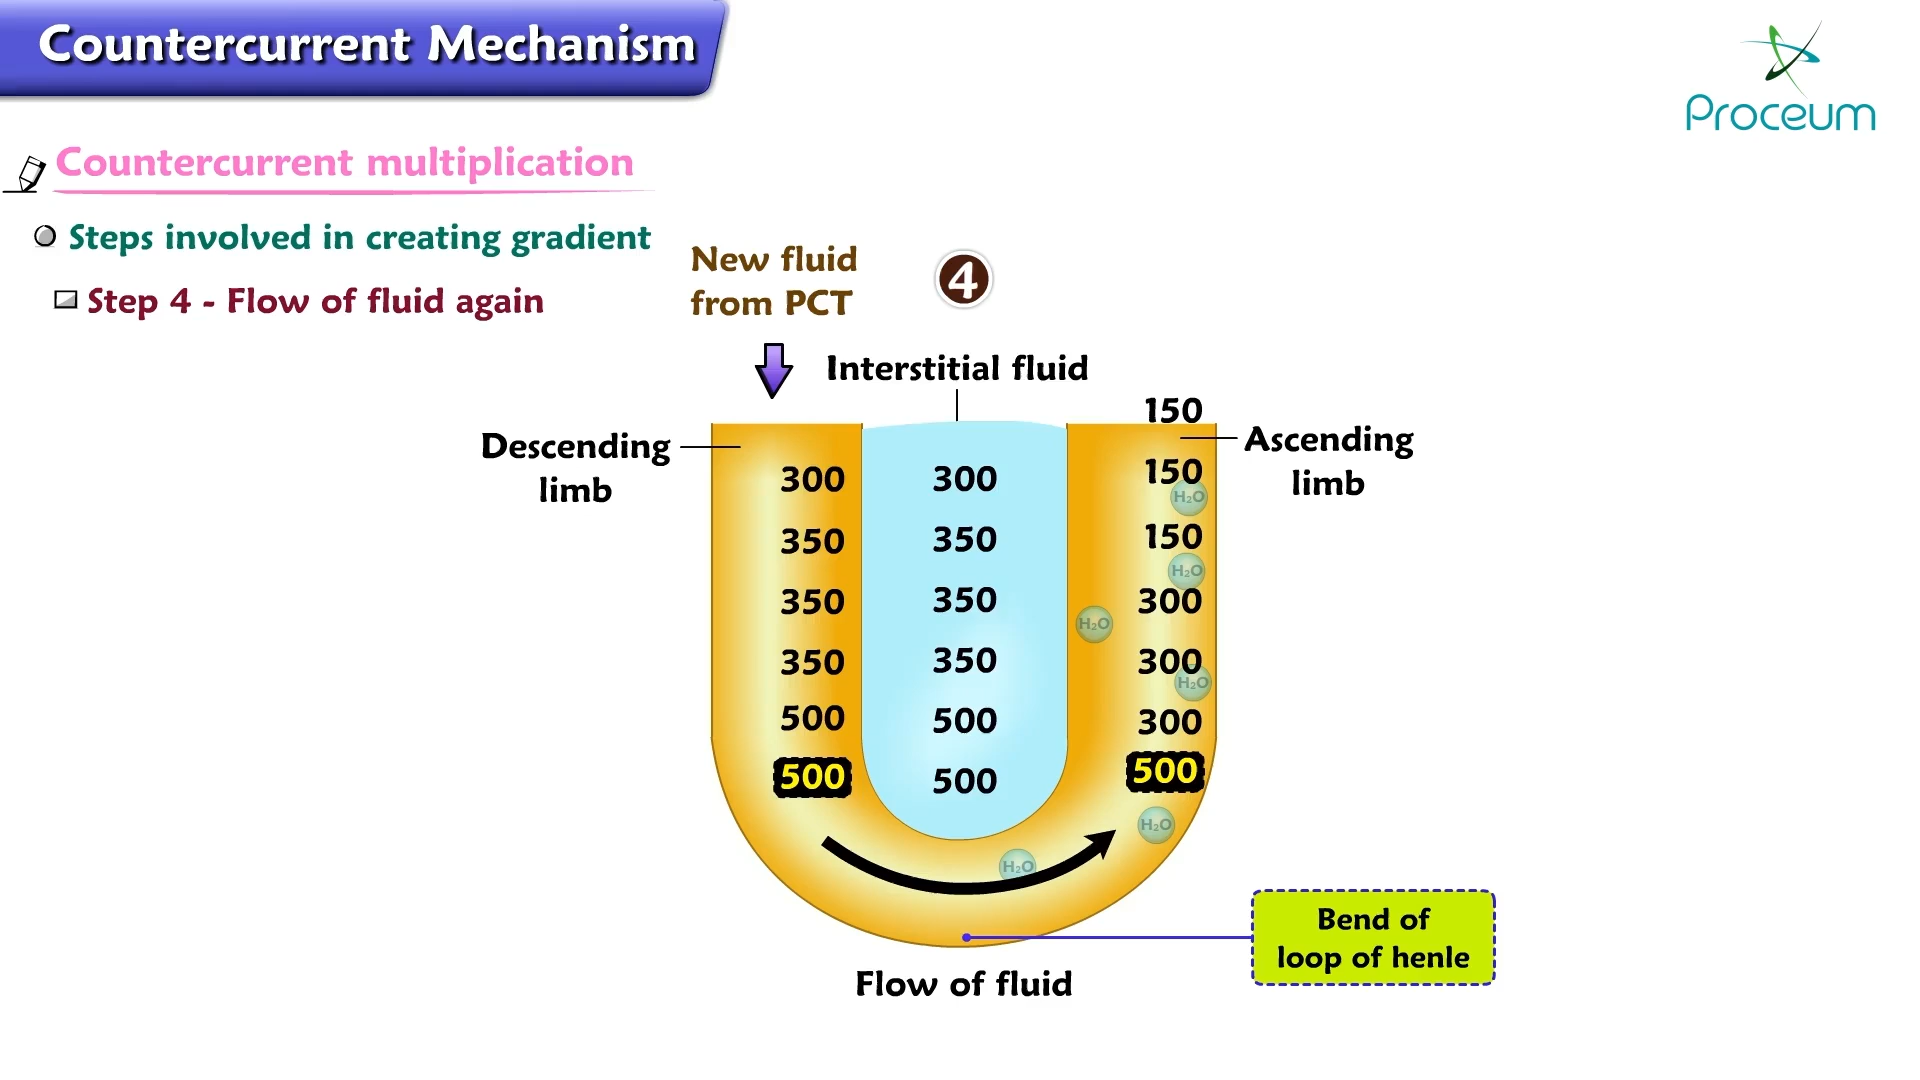 Countercurrent Mechanism
Proceum
Countercurrent multiplication
Steps involved in creating gradient
Step 4 - Flow of fluid again
New fluid
from PCT
4
Interstitial fluid
Descending
limb
Ascending
limb
150
300 300 150
H₂O
350 350 150
H₂O
350 350 300
H₂O
350 350 300
H₂O
500 500 300
500 500 500
H₂O
H₂O
Bend of
loop of henle
Flow of fluid